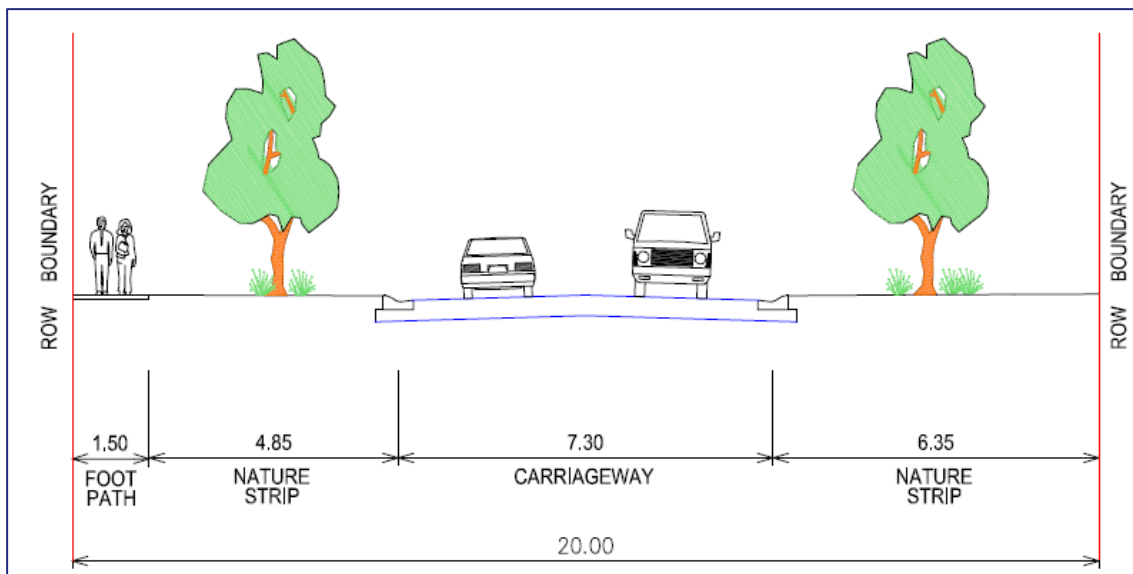 ROW BOUNDARY
ROW BOUNDARY
1.50
4.85
7.30
6.35
FOOT
PATH
NATURE
STRIP
CARRIAGEWAY
NATURE
STRIP
20.00